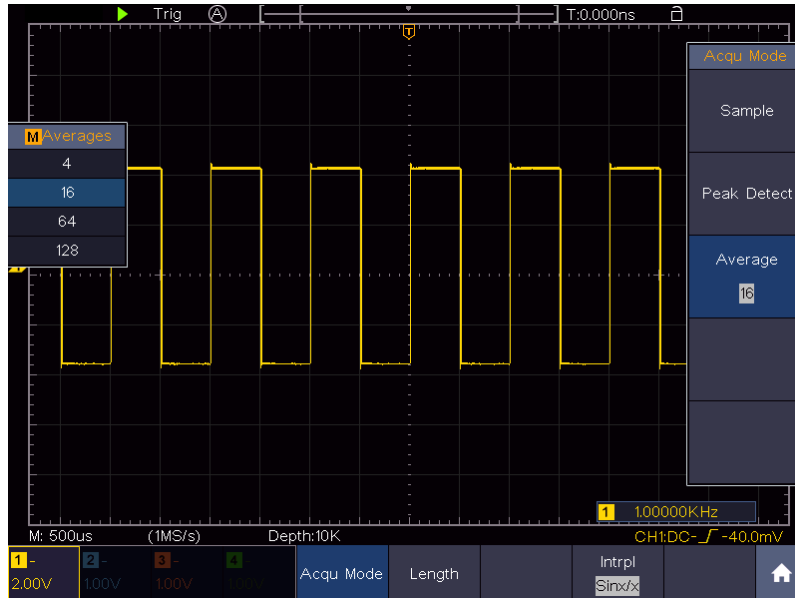 Trig A T:0.000ns
T
Acqu Mode
Sample
M Averages
4
16
64
128
Peak Detect
Average
16
1 1.00000KHz
M: 500us (1MS/s) Depth:10K CH1:DC- -40.0mV
1 - 2 - 3 - 4 -
2.00V 1.00V 1.00V 1.00V
Acqu Mode Length Intrpl
Sinx/x